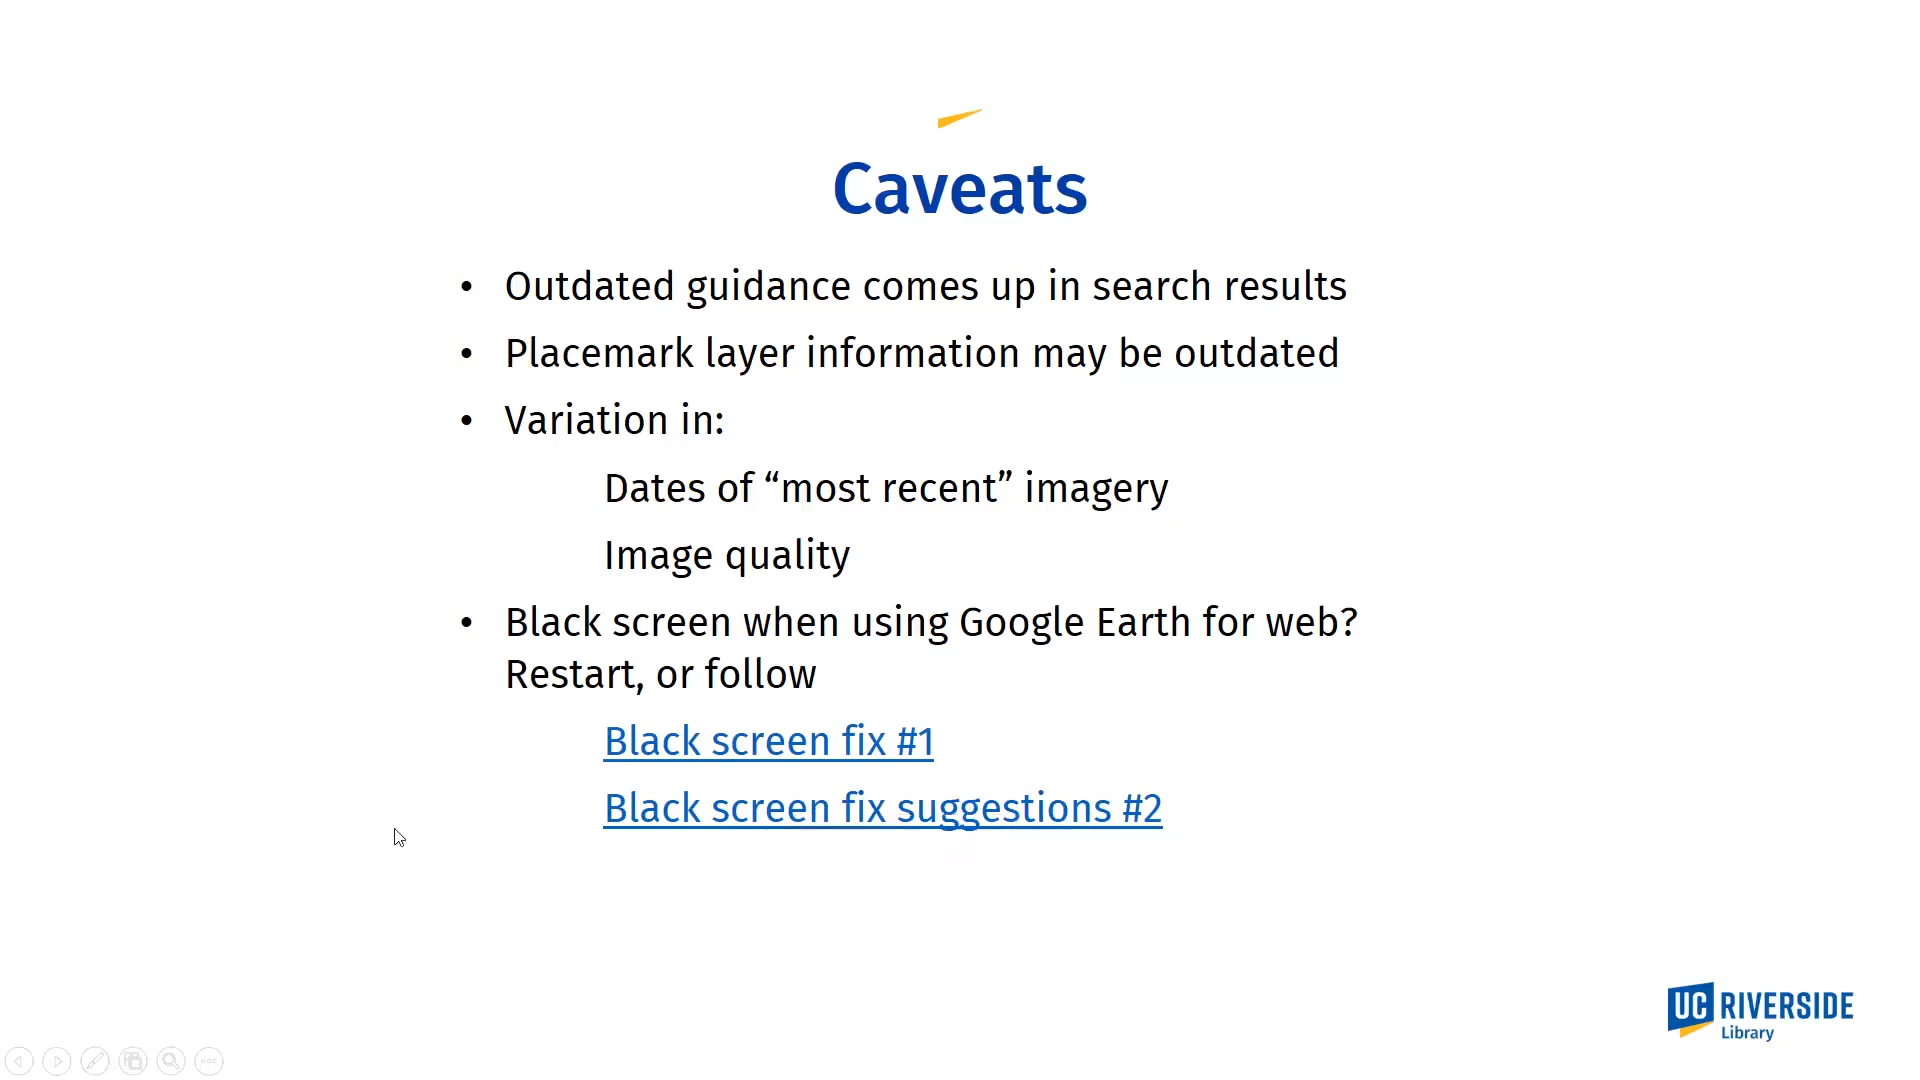 Caveats
• Outdated guidance comes up in search results
• Placemark layer information may be outdated
• Variation in:
Dates of “most recent” imagery
Image quality
• Black screen when using Google Earth for web?
Restart, or follow
Black screen fix #1
Black screen fix suggestions #2
UC RIVERSIDE
Library